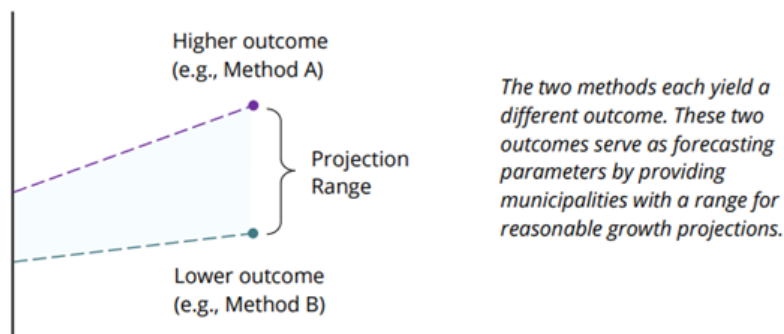 Higher outcome
(e.g., Method A)
Projection
Range
Lower outcome
(e.g., Method B)
The two methods each yield a
different outcome. These two
outcomes serve as forecasting
parameters by providing
municipalities with a range for
reasonable growth projections.